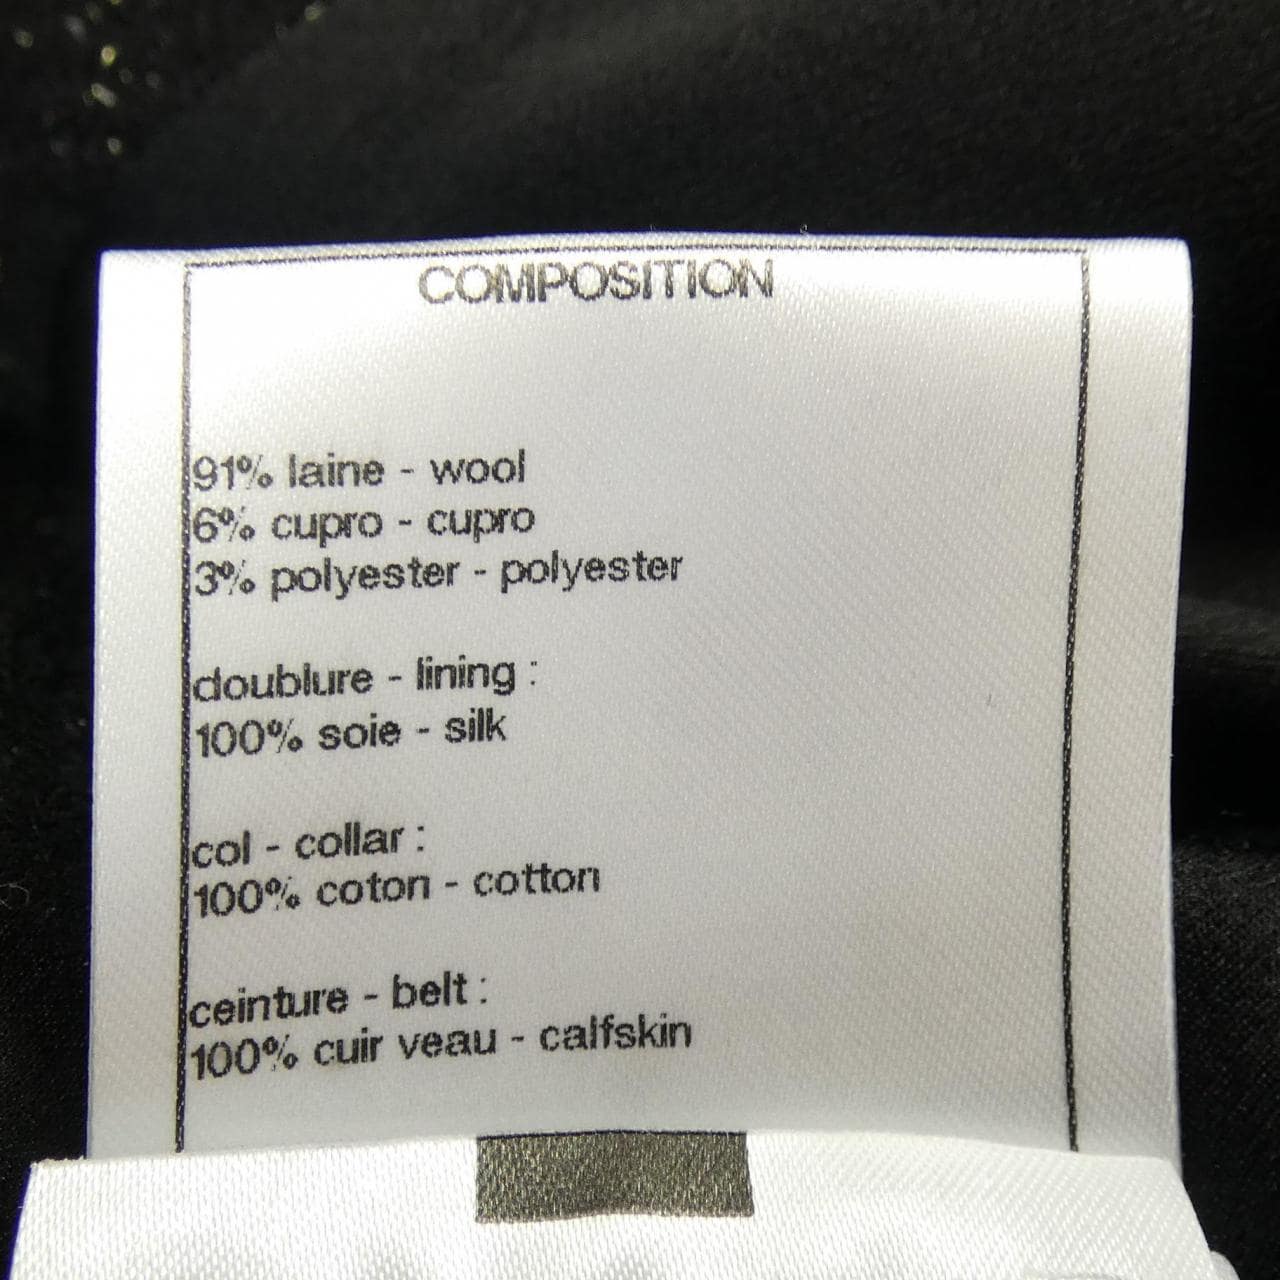 COMPOSITION
91% laine - wool
6% cupro - cupro
3% polyester - polyester
doublure - lining :
100% soie - silk
col - collar :
100% coton - cotton
ceinture - belt :
100% cuir veau - calfskin